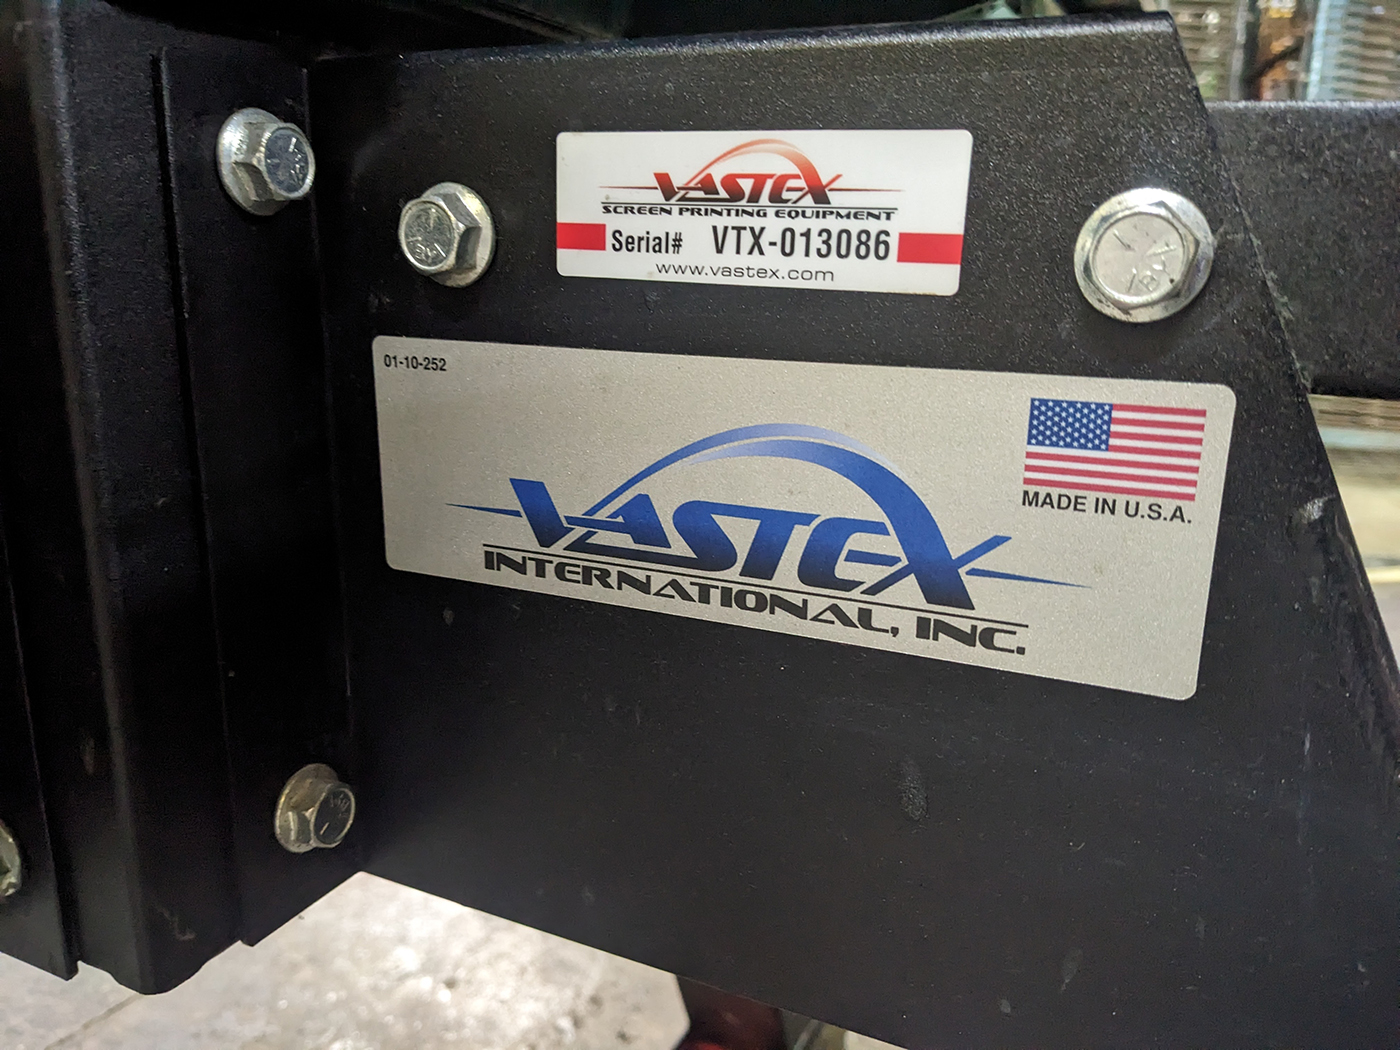 VASTEX
SCREEN PRINTING EQUIPMENT
Serial# VTX-013086
www.vastex.com
01-10-252
MADE IN U.S.A.
VASTEX
INTERNATIONAL, INC.